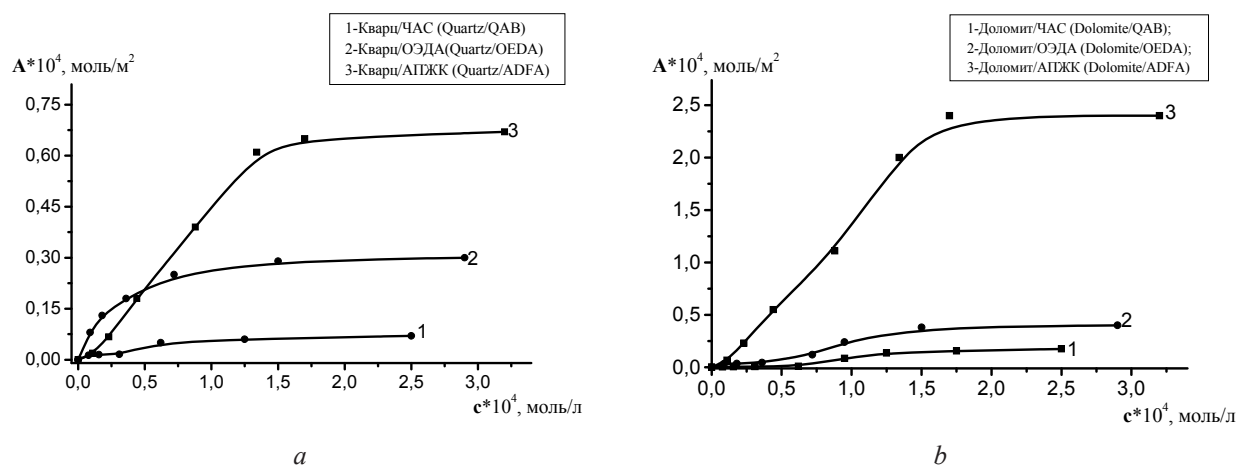 1-Кварц/ЧАС (Quartz/QAB)
2-Кварц/ОЭДА(Quartz/OEDA)
3-Кварц/АПЖК (Quartz/ADFA)
A*10⁴, моль/м²
0,75
0,60
0,45
0,30
0,15
0,00
3
2
1
0,0 0,5 1,0 1,5 2,0 2,5 3,0
c*10⁴, моль/л
a
1-Доломит/ЧАС (Dolomite/QAB);
2-Доломит/ОЭДА (Dolomite/OEDA);
3-Доломит/АПЖК (Dolomite/ADFA)
A*10⁴, моль/м²
2,5
2,0
1,5
1,0
0,5
0,0
3
2
1
0,0 0,5 1,0 1,5 2,0 2,5 3,0
c*10⁴, моль/л
b